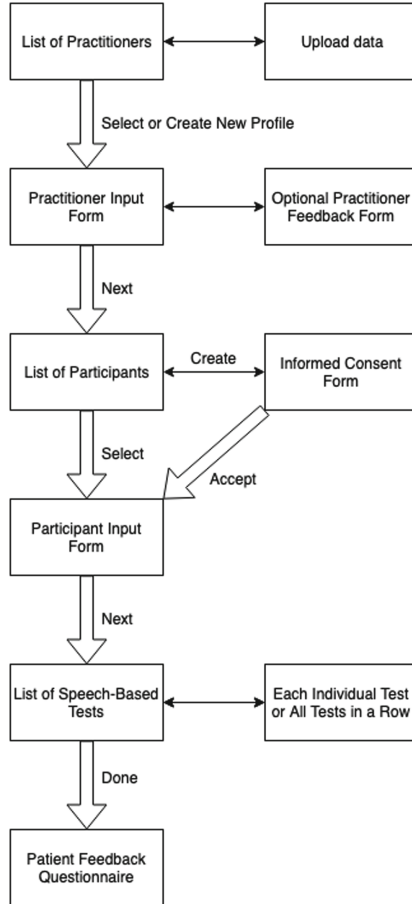 List of Practitioners
Upload data
Select or Create New Profile
Practitioner Input
Form
Optional Practitioner
Feedback Form
Next
List of Participants
Create
Informed Consent
Form
Select
Accept
Participant Input
Form
Next
List of Speech-Based
Tests
Each Individual Test
or All Tests in a Row
Done
Patient Feedback
Questionnaire